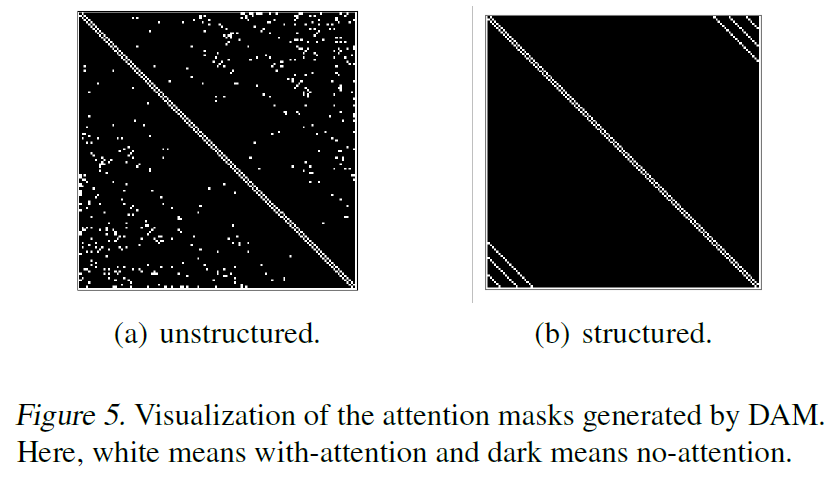 (a) unstructured.
(b) structured.
Figure 5. Visualization of the attention masks generated by DAM.
Here, white means with-attention and dark means no-attention.